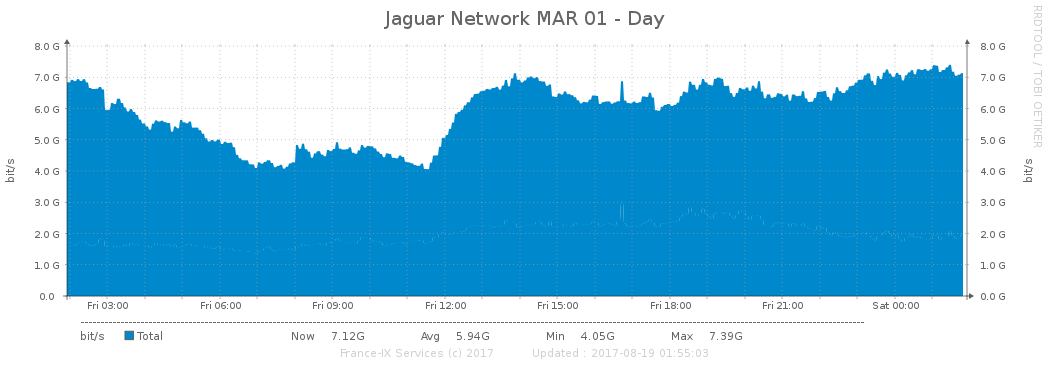 Jaguar Network MAR 01 - Day
RRDTOOL / TOBI OETIKER
bit/s
8.0 G
7.0 G
6.0 G
5.0 G
4.0 G
3.0 G
2.0 G
1.0 G
0.0
8.0 G
7.0 G
6.0 G
5.0 G
4.0 G
3.0 G
2.0 G
1.0 G
0.0 G
bit/s
Fri 03:00 Fri 06:00 Fri 09:00 Fri 12:00 Fri 15:00 Fri 18:00 Fri 21:00 Sat 00:00
bit/s Total Now 7.12G Avg 5.94G Min 4.05G Max 7.39G
France-IX Services (c) 2017 Updated : 2017-08-19 01:55:03